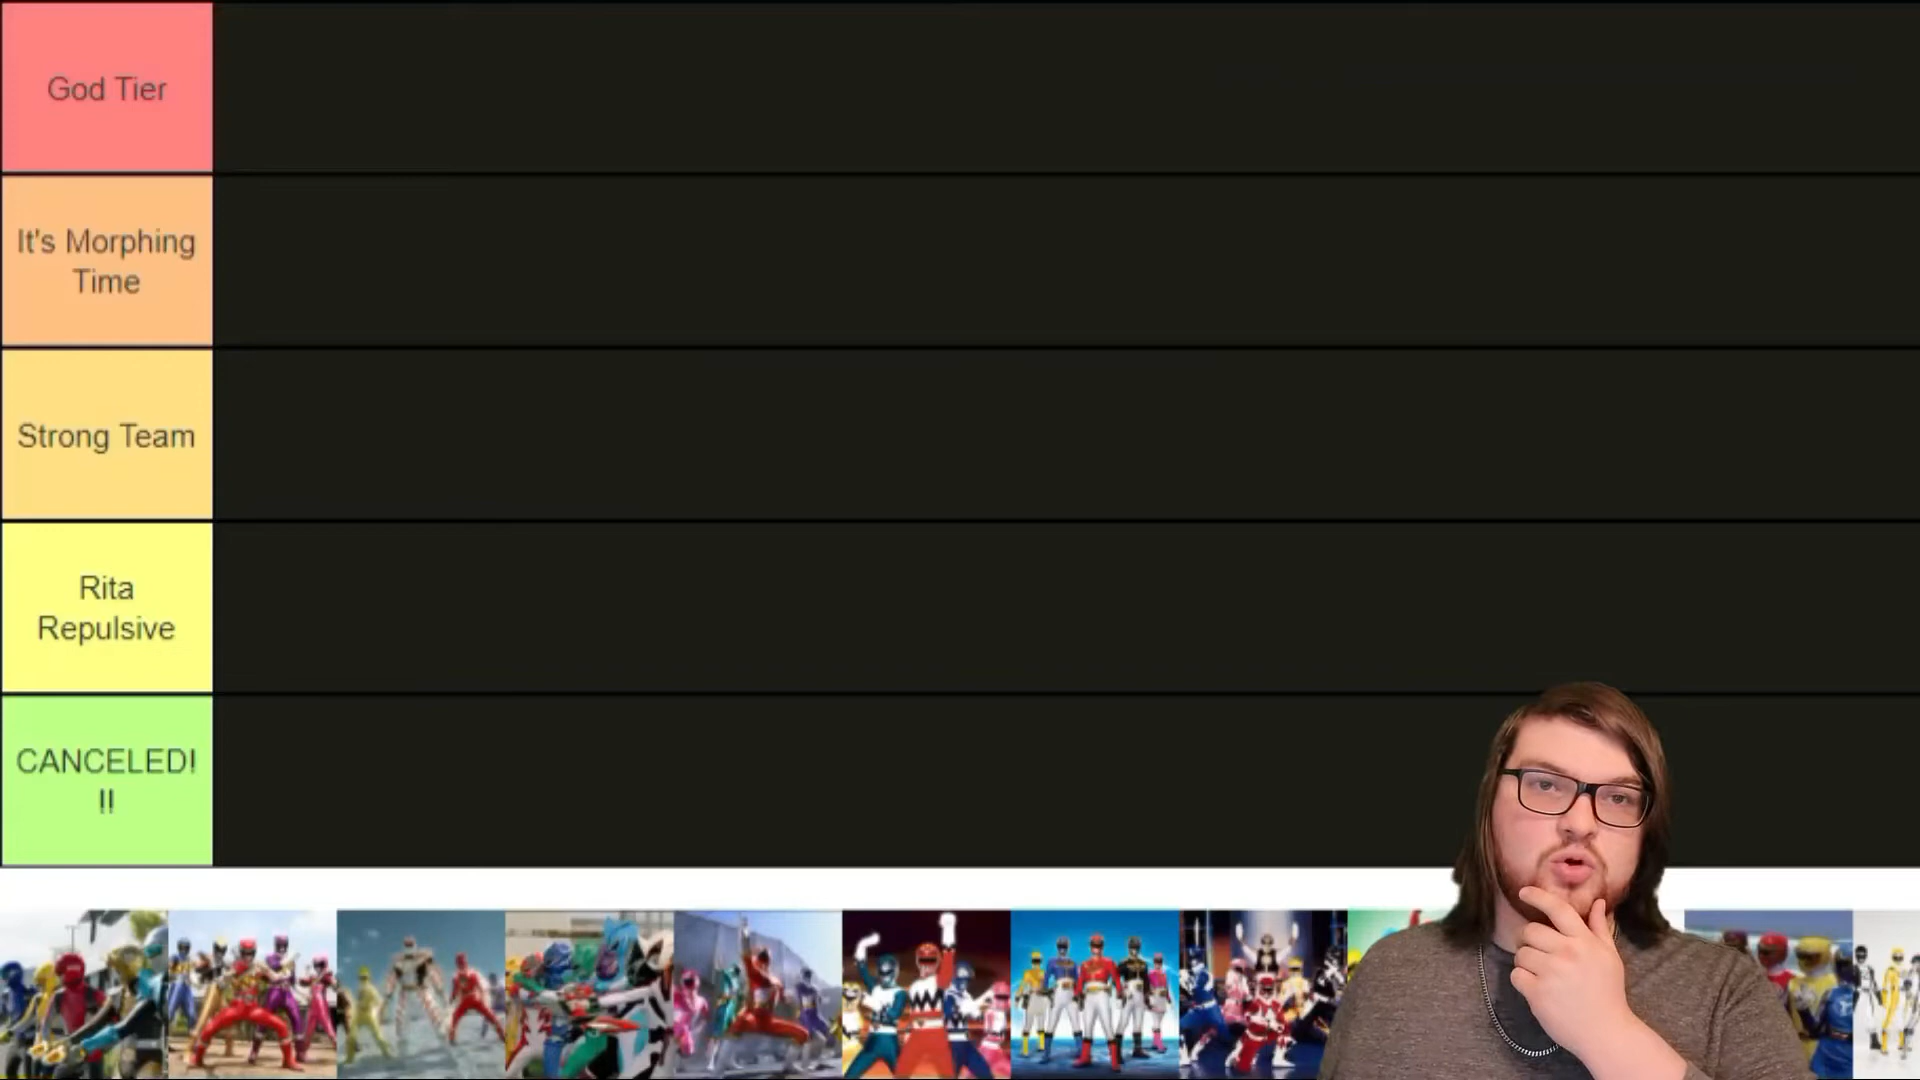 God Tier
It's Morphing
Time
Strong Team
Rita
Repulsive
CANCELED!
!!